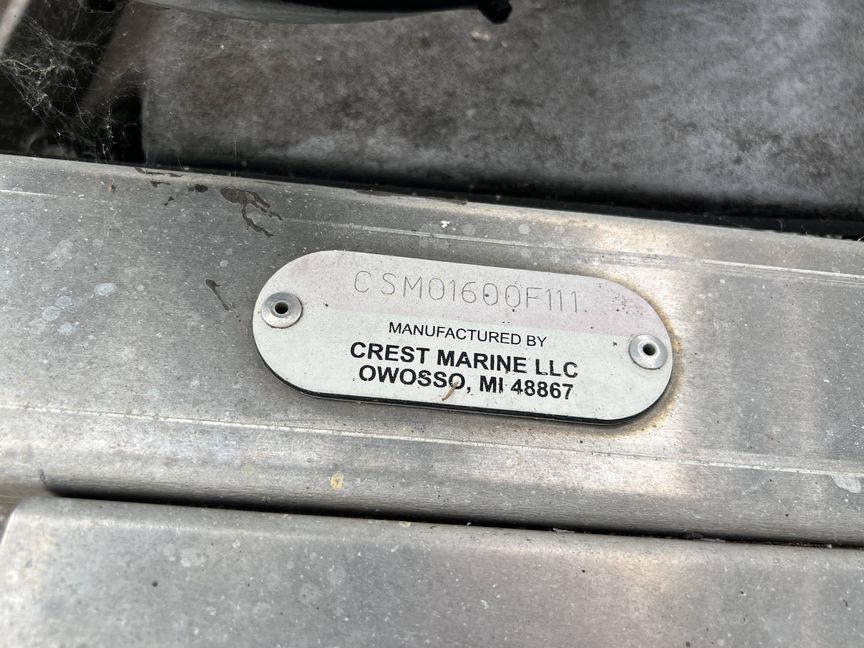 CSM01600F111
MANUFACTURED BY
CREST MARINE LLC
OWOSSO, MI 48867